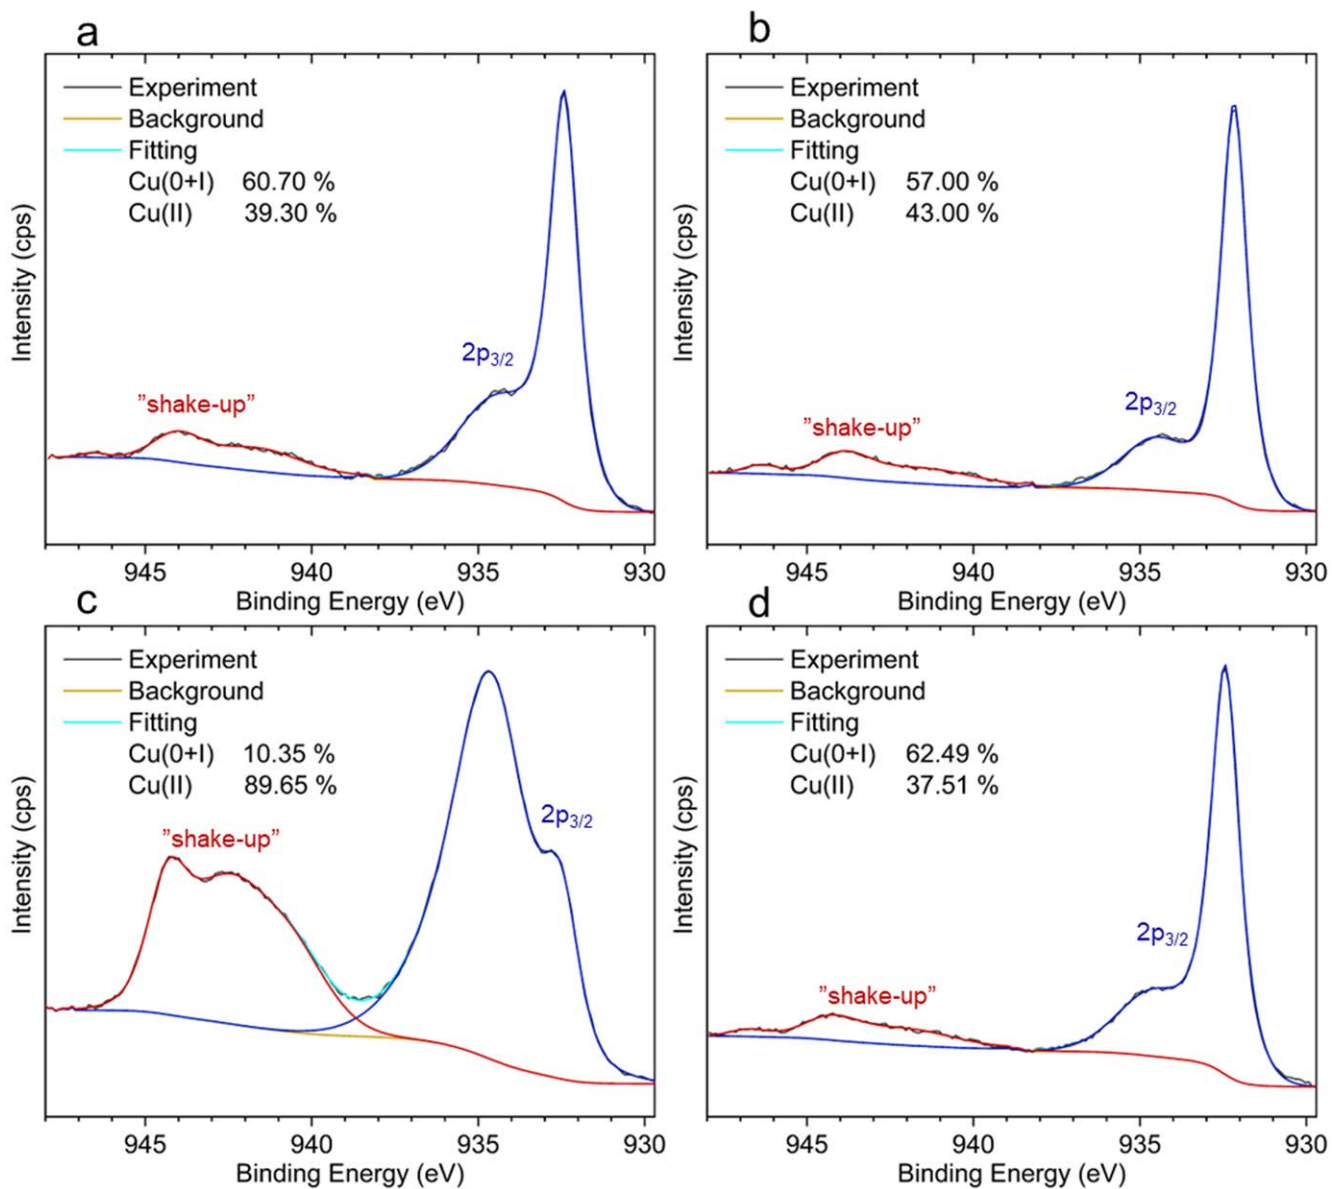 a
Experiment
Background
Fitting
Cu(0+I) 60.70 %
Cu(II) 39.30 %
2p3/2
”shake-up”
Intensity (cps)
945 940 935 930
Binding Energy (eV)
b
Experiment
Background
Fitting
Cu(0+I) 57.00 %
Cu(II) 43.00 %
2p3/2
”shake-up”
Intensity (cps)
945 940 935 930
Binding Energy (eV)
c
Experiment
Background
Fitting
Cu(0+I) 10.35 %
Cu(II) 89.65 %
2p3/2
”shake-up”
Intensity (cps)
945 940 935 930
Binding Energy (eV)
d
Experiment
Background
Fitting
Cu(0+I) 62.49 %
Cu(II) 37.51 %
2p3/2
”shake-up”
Intensity (cps)
945 940 935 930
Binding Energy (eV)